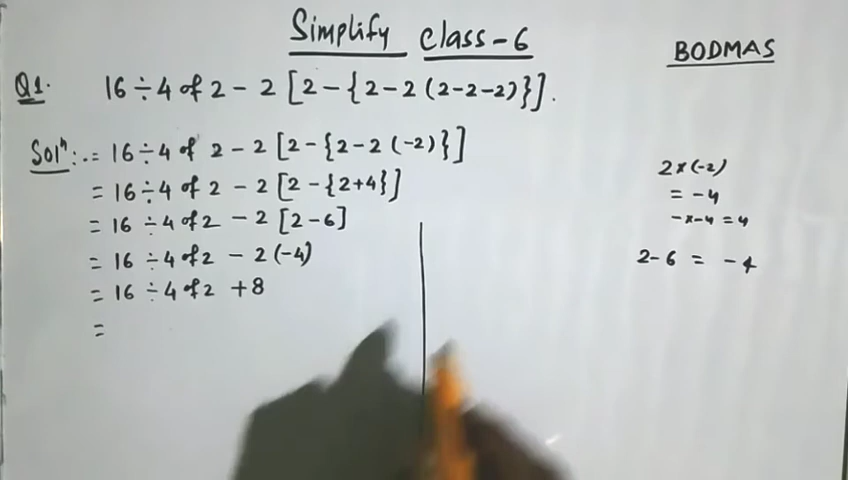 Simplify Class-6
BODMAS
Q1. 16÷4 of 2 - 2 [2-{2-2 (2-2-2)}].
Solⁿ:. = 16÷4 of 2 - 2 [2-{2-2 (-2)}]
= 16÷4 of 2 - 2 [2-{2+4}]
= 16 ÷4 of 2 - 2 [2-6]
= 16 ÷4 of 2 - 2 (-4)
= 16 ÷4 of 2 +8
=
2×(-2)
= -4
-×-4 = 4
2-6 = -4